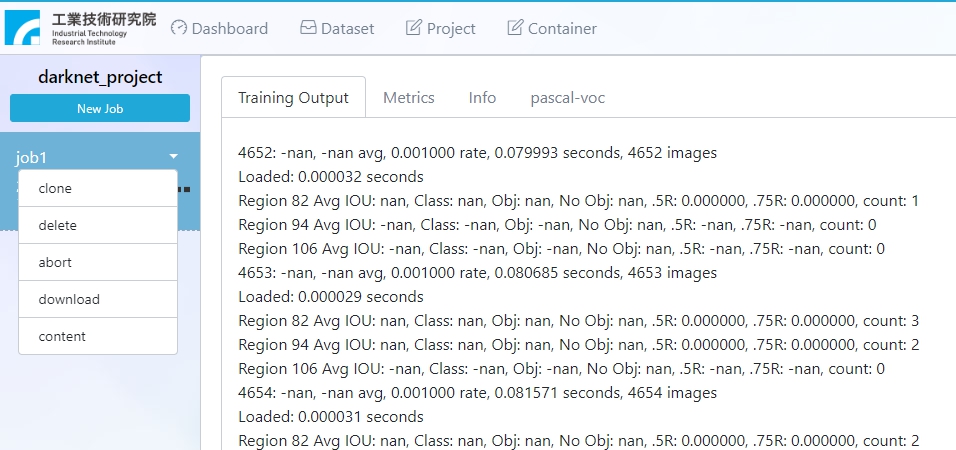 工業技術研究院
Industrial Technology
Research Institute
Dashboard
Dataset
Project
Container
darknet_project
New Job
job1
clone
delete
abort
download
content
Training Output
Metrics
Info
pascal-voc
4652: -nan, -nan avg, 0.001000 rate, 0.079993 seconds, 4652 images
Loaded: 0.000032 seconds
Region 82 Avg IOU: nan, Class: nan, Obj: nan, No Obj: nan, .5R: 0.000000, .75R: 0.000000, count: 1
Region 94 Avg IOU: -nan, Class: -nan, Obj: -nan, No Obj: nan, .5R: -nan, .75R: -nan, count: 0
Region 106 Avg IOU: -nan, Class: -nan, Obj: -nan, No Obj: nan, .5R: -nan, .75R: -nan, count: 0
4653: -nan, -nan avg, 0.001000 rate, 0.080685 seconds, 4653 images
Loaded: 0.000029 seconds
Region 82 Avg IOU: nan, Class: nan, Obj: nan, No Obj: nan, .5R: 0.000000, .75R: 0.000000, count: 3
Region 94 Avg IOU: nan, Class: nan, Obj: nan, No Obj: nan, .5R: 0.000000, .75R: 0.000000, count: 2
Region 106 Avg IOU: -nan, Class: -nan, Obj: -nan, No Obj: nan, .5R: -nan, .75R: -nan, count: 0
4654: -nan, -nan avg, 0.001000 rate, 0.081571 seconds, 4654 images
Loaded: 0.000031 seconds
Region 82 Avg IOU: nan, Class: nan, Obj: nan, No Obj: nan, .5R: 0.000000, .75R: 0.000000, count: 2